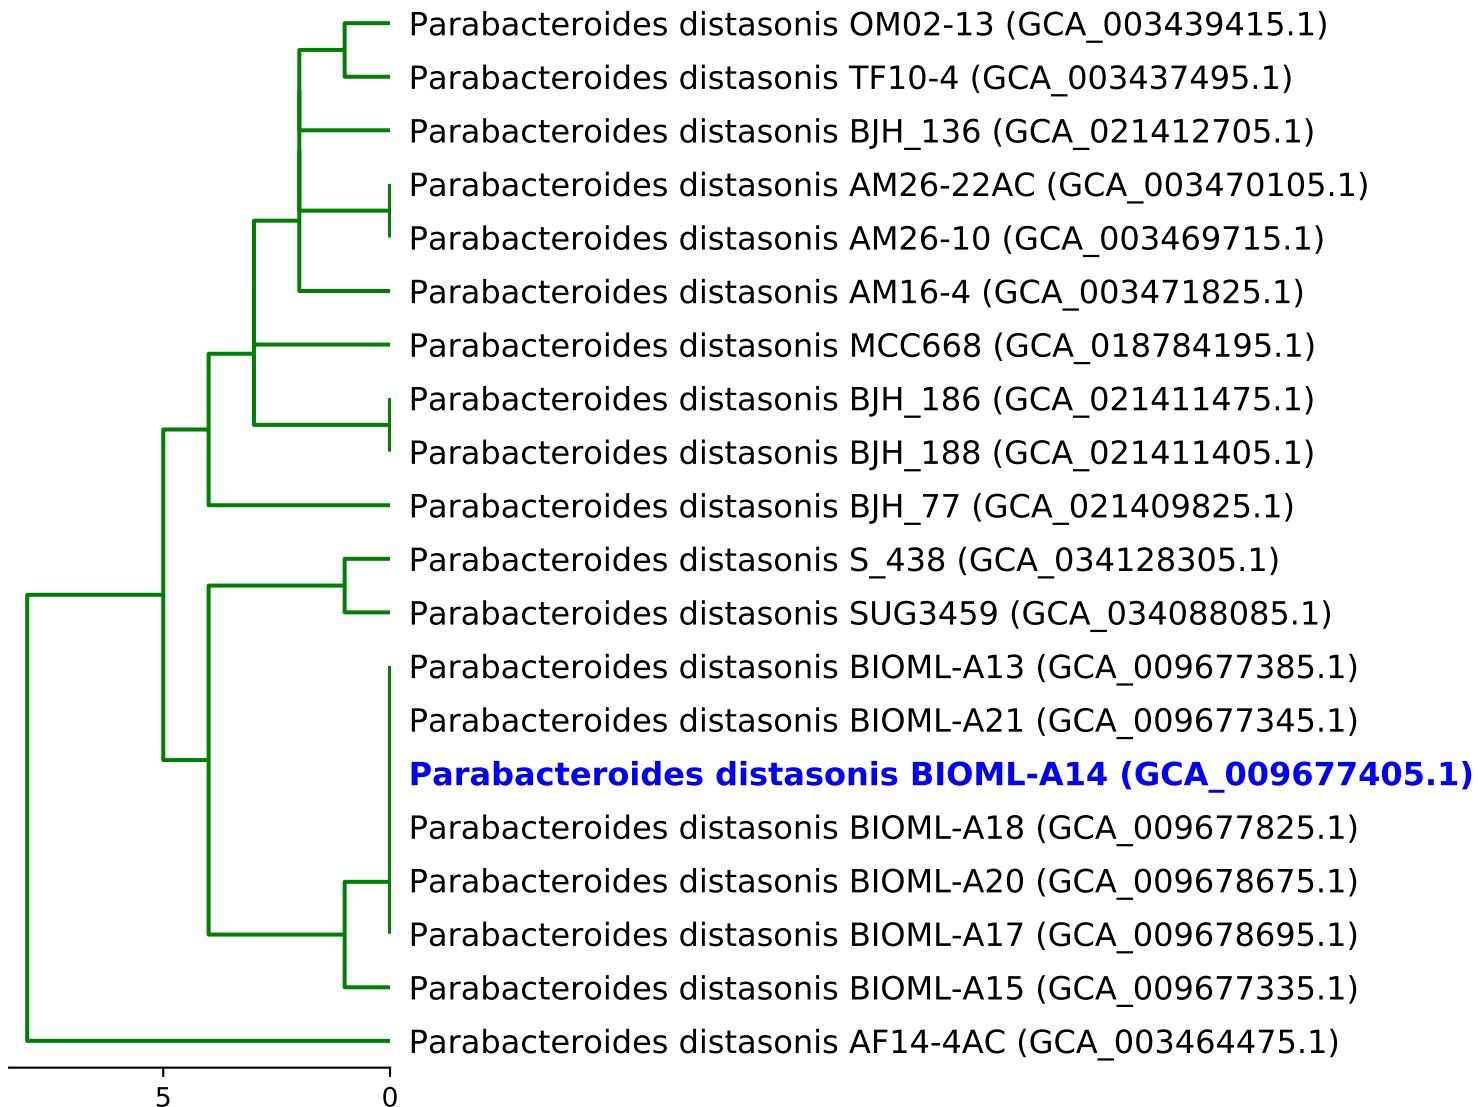 Parabacteroides distasonis OM02-13 (GCA_003439415.1)
Parabacteroides distasonis TF10-4 (GCA_003437495.1)
Parabacteroides distasonis BJH_136 (GCA_021412705.1)
Parabacteroides distasonis AM26-22AC (GCA_003470105.1)
Parabacteroides distasonis AM26-10 (GCA_003469715.1)
Parabacteroides distasonis AM16-4 (GCA_003471825.1)
Parabacteroides distasonis MCC668 (GCA_018784195.1)
Parabacteroides distasonis BJH_186 (GCA_021411475.1)
Parabacteroides distasonis BJH_188 (GCA_021411405.1)
Parabacteroides distasonis BJH_77 (GCA_021409825.1)
Parabacteroides distasonis S_438 (GCA_034128305.1)
Parabacteroides distasonis SUG3459 (GCA_034088085.1)
Parabacteroides distasonis BIOML-A13 (GCA_009677385.1)
Parabacteroides distasonis BIOML-A21 (GCA_009677345.1)
Parabacteroides distasonis BIOML-A14 (GCA_009677405.1)
Parabacteroides distasonis BIOML-A18 (GCA_009677825.1)
Parabacteroides distasonis BIOML-A20 (GCA_009678675.1)
Parabacteroides distasonis BIOML-A17 (GCA_009678695.1)
Parabacteroides distasonis BIOML-A15 (GCA_009677335.1)
Parabacteroides distasonis AF14-4AC (GCA_003464475.1)
5 0